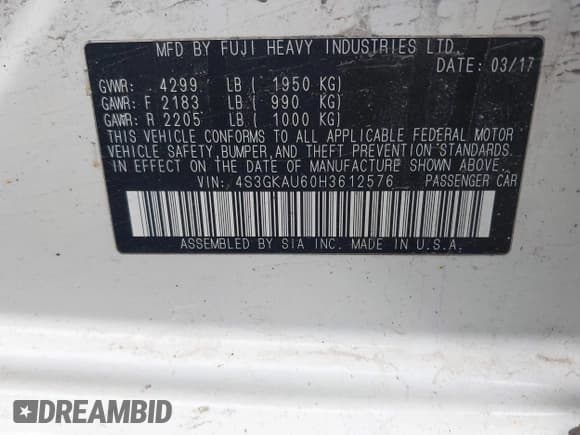 MFD BY FUJI HEAVY INDUSTRIES LTD.
DATE: 03/17
GVWR: 4299 LB ( 1950 KG)
GAWR: F 2183 LB ( 990 KG)
GAWR: R 2205 LB ( 1000 KG)
THIS VEHICLE CONFORMS TO ALL APPLICABLE FEDERAL MOTOR
VEHICLE SAFETY, BUMPER, AND THEFT PREVENTION STANDARDS
IN EFFECT ON THE DATE OF MANUFACTURE SHOWN ABOVE.
VIN: 4S3GKAU60H3612576 PASSENGER CAR
ASSEMBLED BY SIA INC. MADE IN U.S.A.
DREAMBID